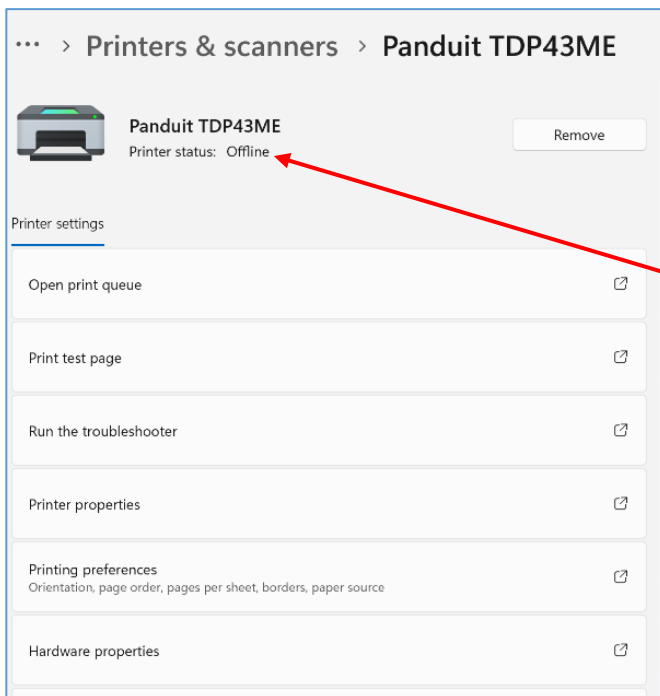 ··· > Printers & scanners > Panduit TDP43ME
Panduit TDP43ME
Printer status: Offline
Remove
Printer settings
Open print queue
Print test page
Run the troubleshooter
Printer properties
Printing preferences
Orientation, page order, pages per sheet, borders, paper source
Hardware properties